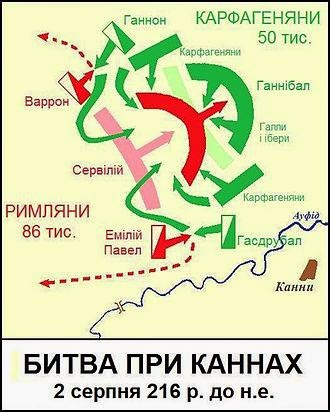 Ганнон
КАРФАГЕНЯНИ
50 тис.
Карфагеняни
Варрон
Ганнібал
Галли
і ібери
Сервілій
Карфагеняни
РИМЛЯНИ
86 тис.
Емілій
Павел
Гасдрубал
Ауфід
Канни
БИТВА ПРИ КАННАХ
2 серпня 216 р. до н.е.